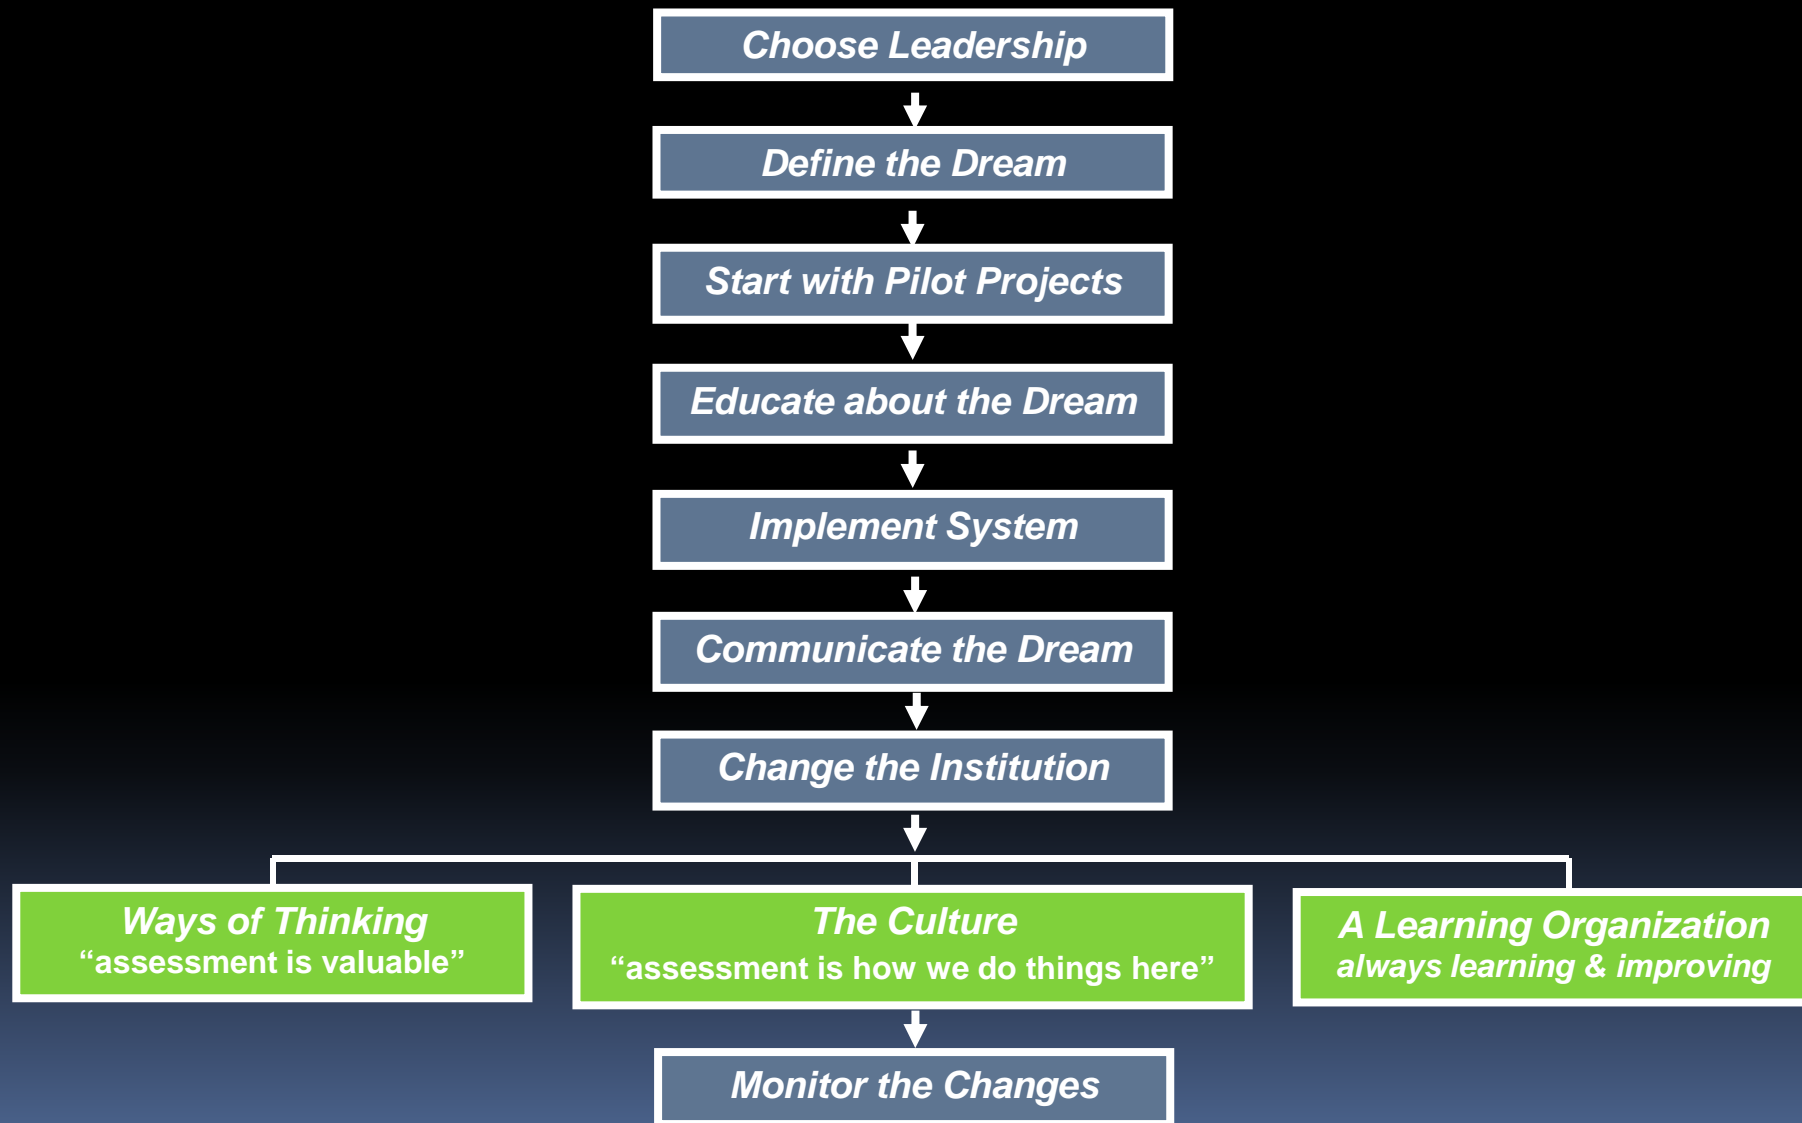 Choose Leadership
Define the Dream
Start with Pilot Projects
Educate about the Dream
Implement System
Communicate the Dream
Change the Institution
Ways of Thinking
“assessment is valuable”
The Culture
“assessment is how we do things here”
A Learning Organization
always learning & improving
Monitor the Changes